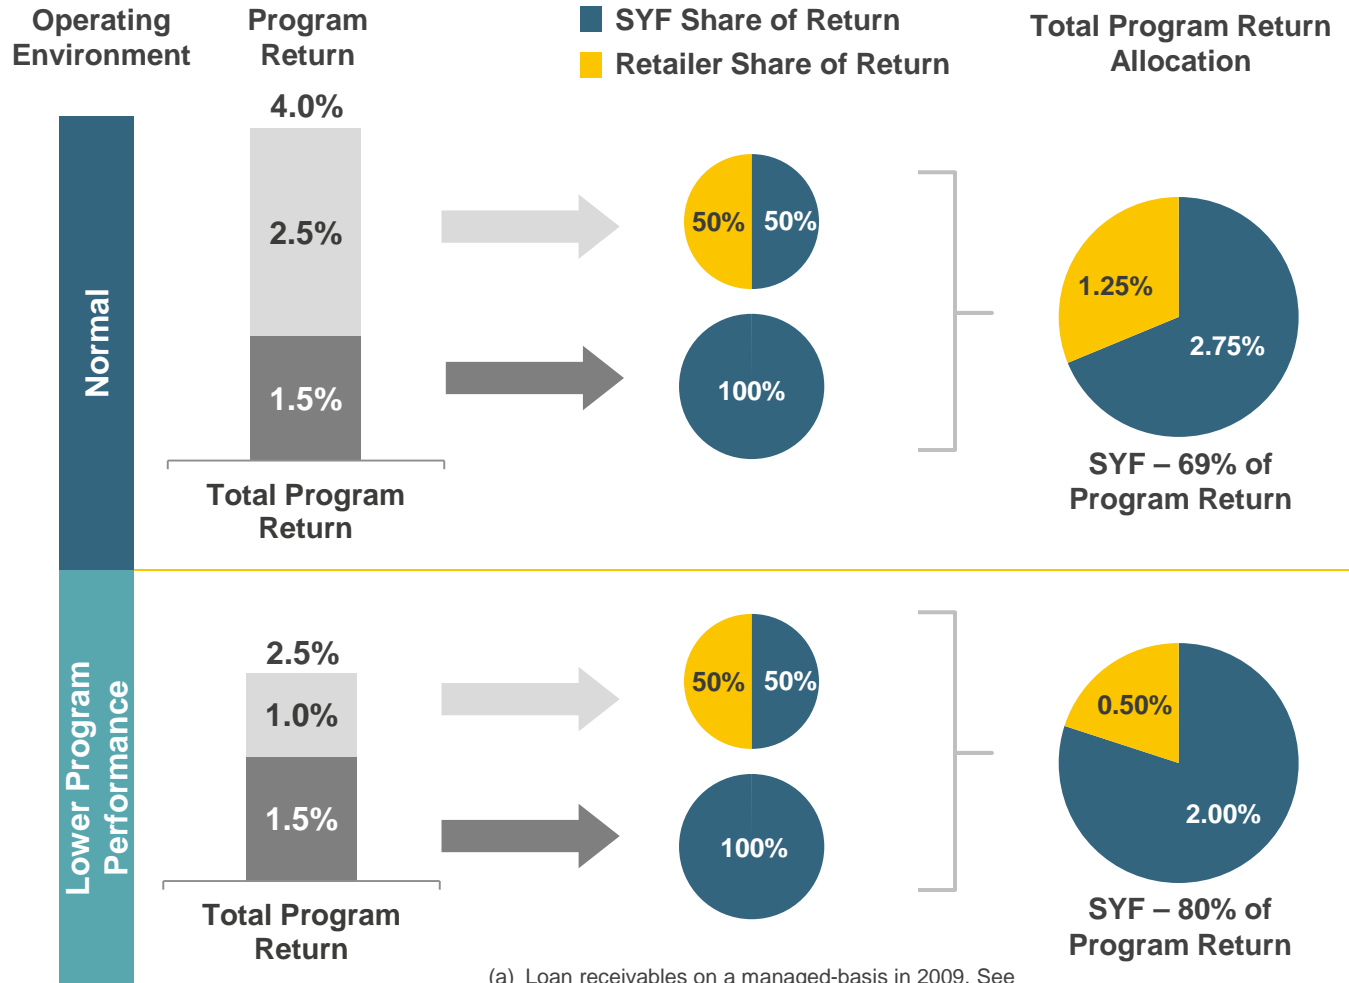 Operating
Environment
Program
Return
SYF Share of Return
Retailer Share of Return
Total Program Return
Allocation
Normal
4.0%
2.5%
1.5%
Total Program
Return
50%
50%
100%
1.25%
2.75%
SYF – 69% of
Program Return
Lower Program
Performance
2.5%
1.0%
1.5%
Total Program
Return
50%
50%
100%
0.50%
2.00%
SYF – 80% of
Program Return
(a) Loan receivables on a managed-basis in 2009. See